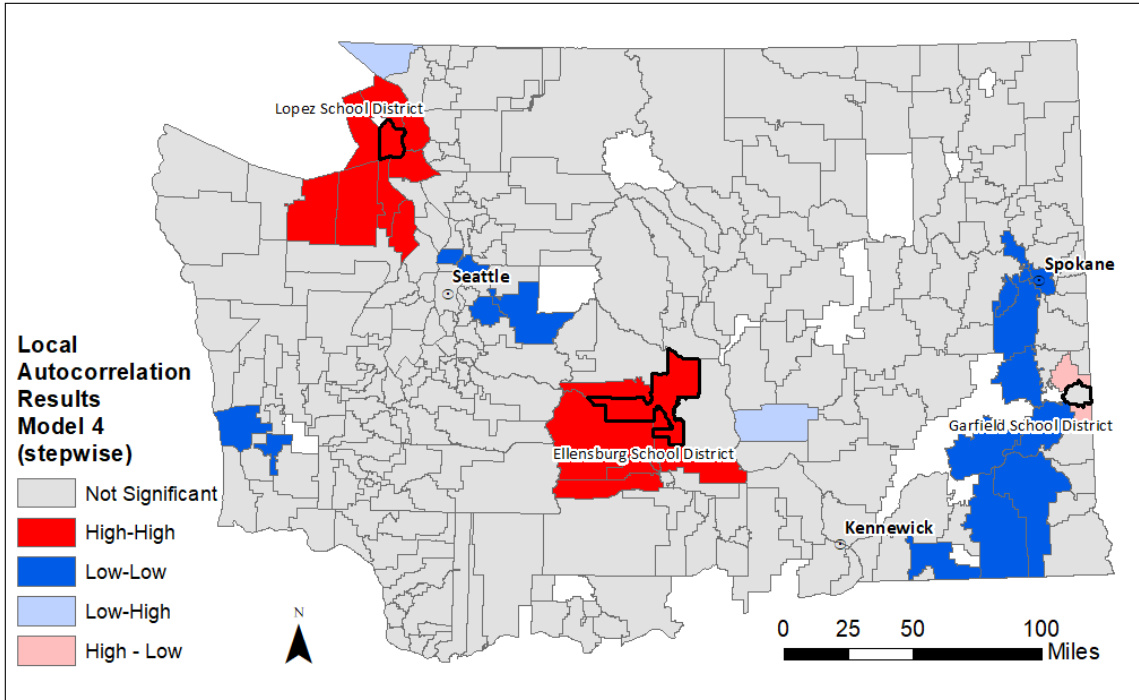 Lopez School District
Seattle
Spokane
Garfield School District
Ellensburg School District
Kennewick
Local
Autocorrelation
Results
Model 4
(stepwise)
Not Significant
High-High
Low-Low
Low-High
High - Low
N
0 25 50 100
Miles